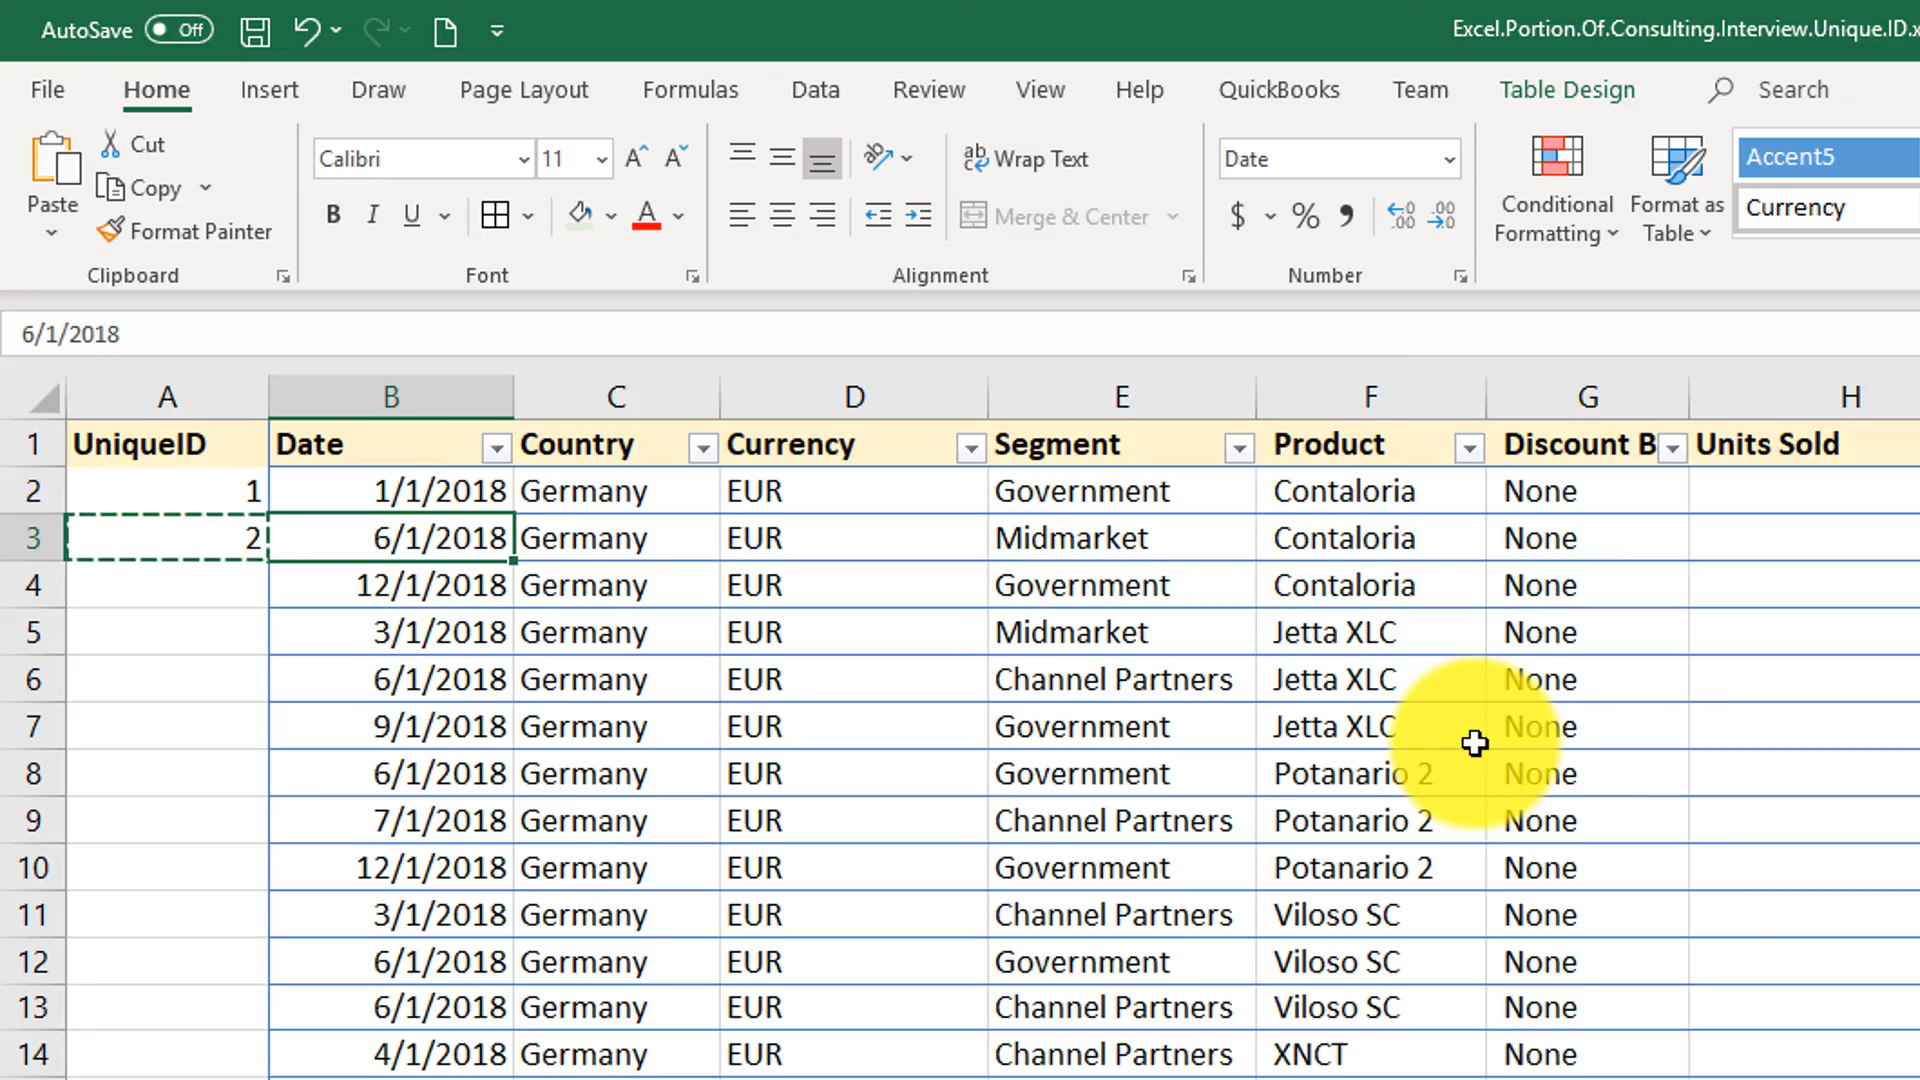 AutoSave Off Excel.Portion.Of.Consulting.Interview.Unique.ID.x
File Home Insert Draw Page Layout Formulas Data Review View Help QuickBooks Team Table Design Search
Paste
Cut
Copy
Format Painter
Clipboard
Calibri 11
B I U A
Font
ab
Wrap Text
Merge & Center
Alignment
Date
$ % , .00 .00
Number
Conditional Formatting
Format as Table
Accent5
Currency
6/1/2018
A B C D E F G H
1 UniqueID Date Country Currency Segment Product Discount B Units Sold
2 1 1/1/2018 Germany EUR Government Contaloria None
3 2 6/1/2018 Germany EUR Midmarket Contaloria None
4 12/1/2018 Germany EUR Government Contaloria None
5 3/1/2018 Germany EUR Midmarket Jetta XLC None
6 6/1/2018 Germany EUR Channel Partners Jetta XLC None
7 9/1/2018 Germany EUR Government Jetta XLC None
8 6/1/2018 Germany EUR Government Potanario 2 None
9 7/1/2018 Germany EUR Channel Partners Potanario 2 None
10 12/1/2018 Germany EUR Government Potanario 2 None
11 3/1/2018 Germany EUR Channel Partners Viloso SC None
12 6/1/2018 Germany EUR Government Viloso SC None
13 6/1/2018 Germany EUR Channel Partners Viloso SC None
14 4/1/2018 Germany EUR Channel Partners XNCT None